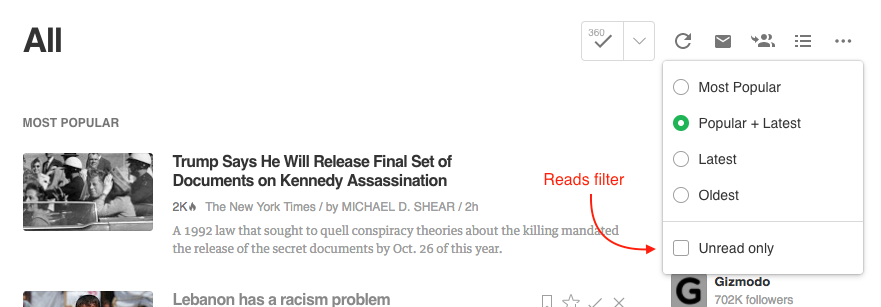 All
360
Most Popular
Popular + Latest
Latest
Oldest
Unread only
Reads filter
MOST POPULAR
Trump Says He Will Release Final Set of
Documents on Kennedy Assassination
2K The New York Times / by MICHAEL D. SHEAR / 2h
A 1992 law that sought to quell conspiracy theories about the killing mandated
the release of the secret documents by Oct. 26 of this year.
Lebanon has a racism problem
G
Gizmodo
702K followers